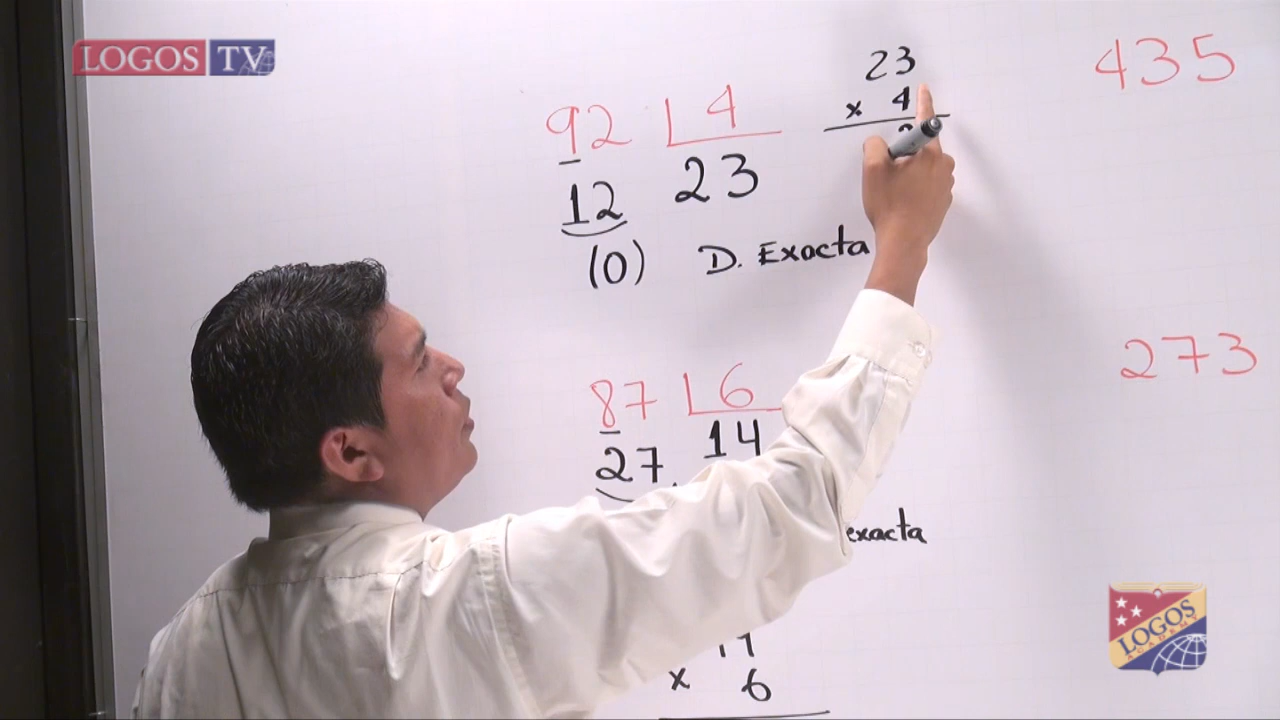 LOGOS TV
23
x 4
92 4
12 23
(0) D. Exacta
435
87 6
27 14
exacta
x 6
273
LOGOS
ACADEMY